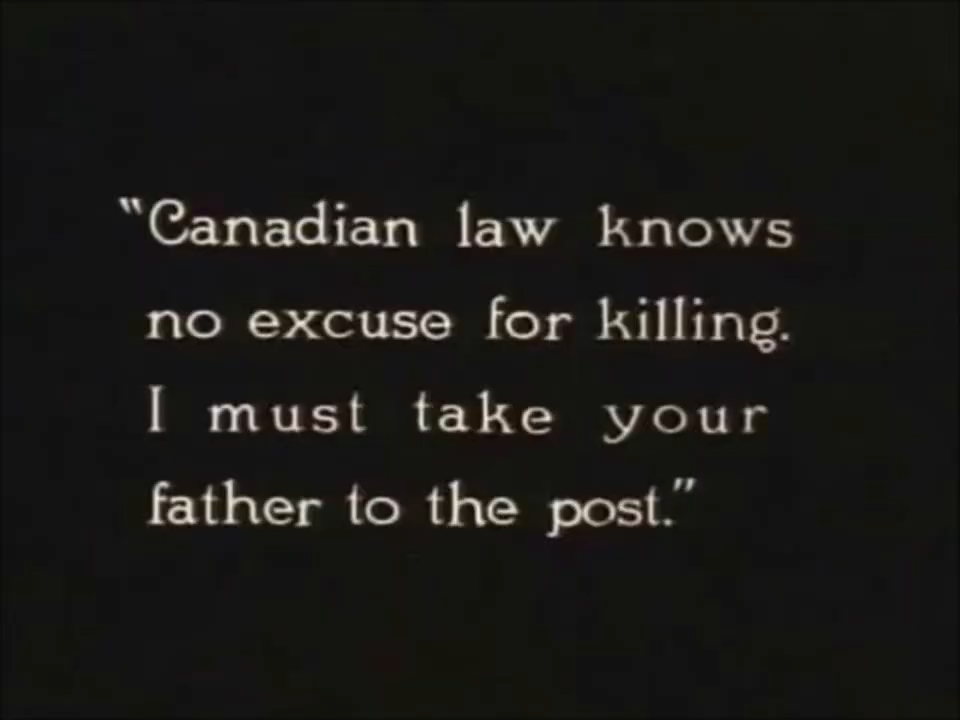 “Canadian law knows
no excuse for killing.
I must take your
father to the post.”